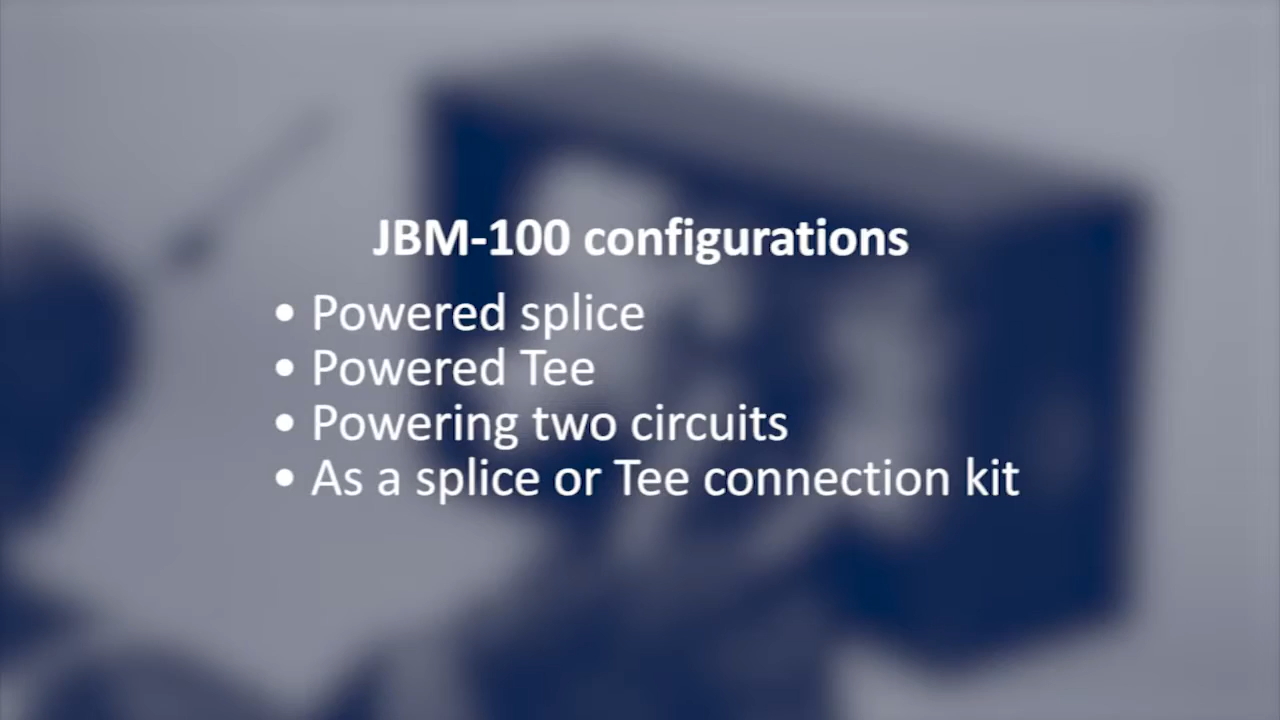 JBM-100 configurations
• Powered splice
• Powered Tee
• Powering two circuits
• As a splice or Tee connection kit